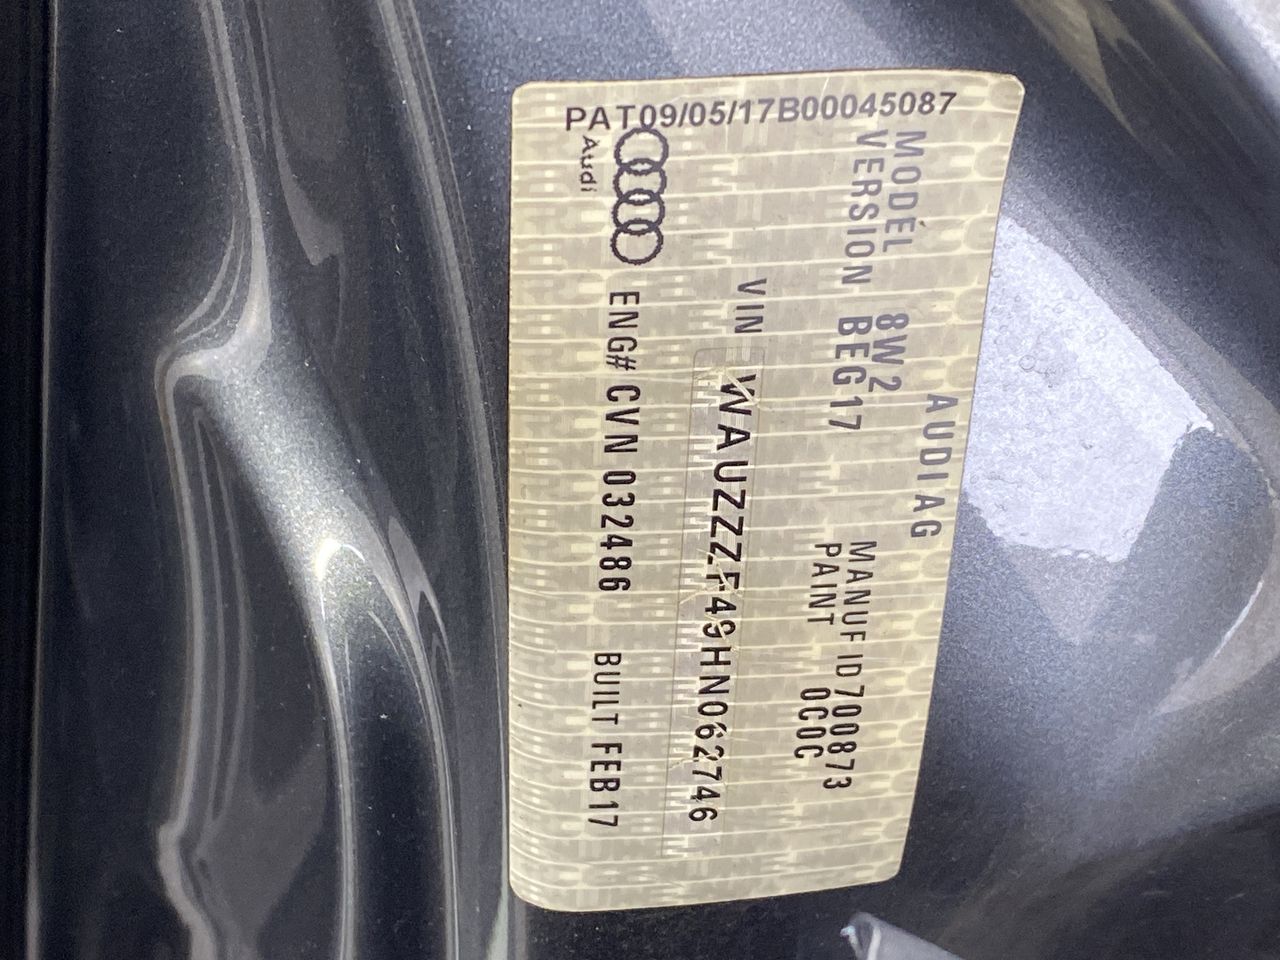 PAT09/05/17B00045087
AUDI AG
MODEL 8W2 MANUF ID 700873
VERSION BEG17 PAINT 0C0C
VIN WAUZZZF49HN062746
ENG# CVN 032486 BUILT FEB17
Audi